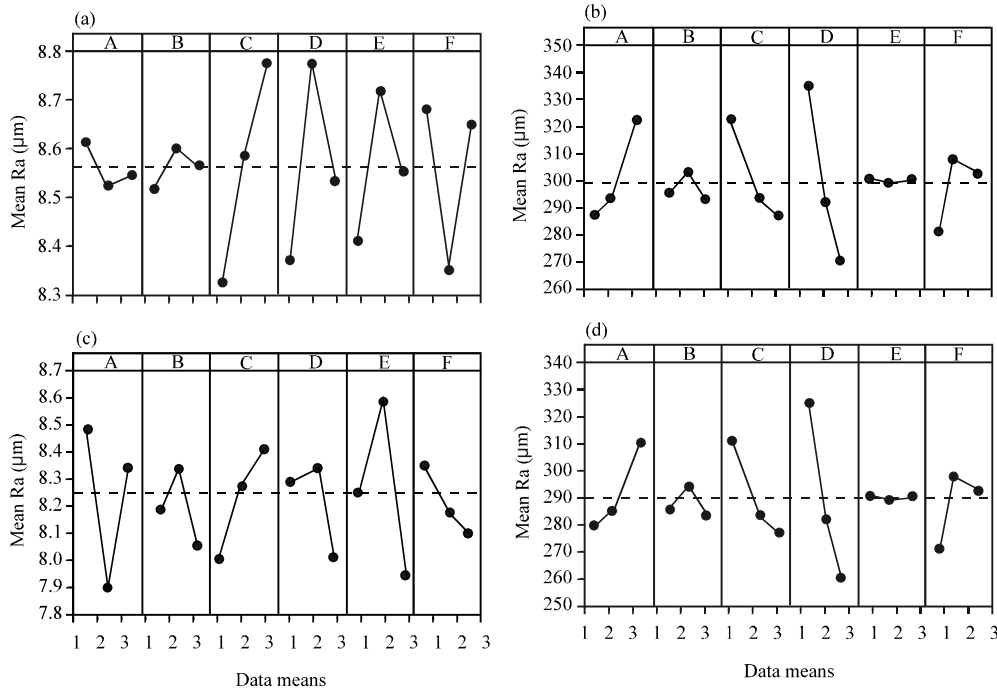 (a)
A B C D E F
8.8
8.7
8.6
8.5
8.4
8.3
Mean Ra (µm)
(b)
A B C D E F
350
340
330
320
310
300
290
280
270
260
Mean Ra (µm)
(c)
A B C D E F
8.7
8.6
8.5
8.4
8.3
8.2
8.1
8.0
7.9
7.8
Mean Ra (µm)
1 2 3 1 2 3 1 2 3 1 2 3 1 2 3 1 2 3
Data means
(d)
A B C D E F
340
330
320
310
300
290
280
270
260
250
Mean Ra (µm)
1 2 3 1 2 3 1 2 3 1 2 3 1 2 3 1 2 3
Data means